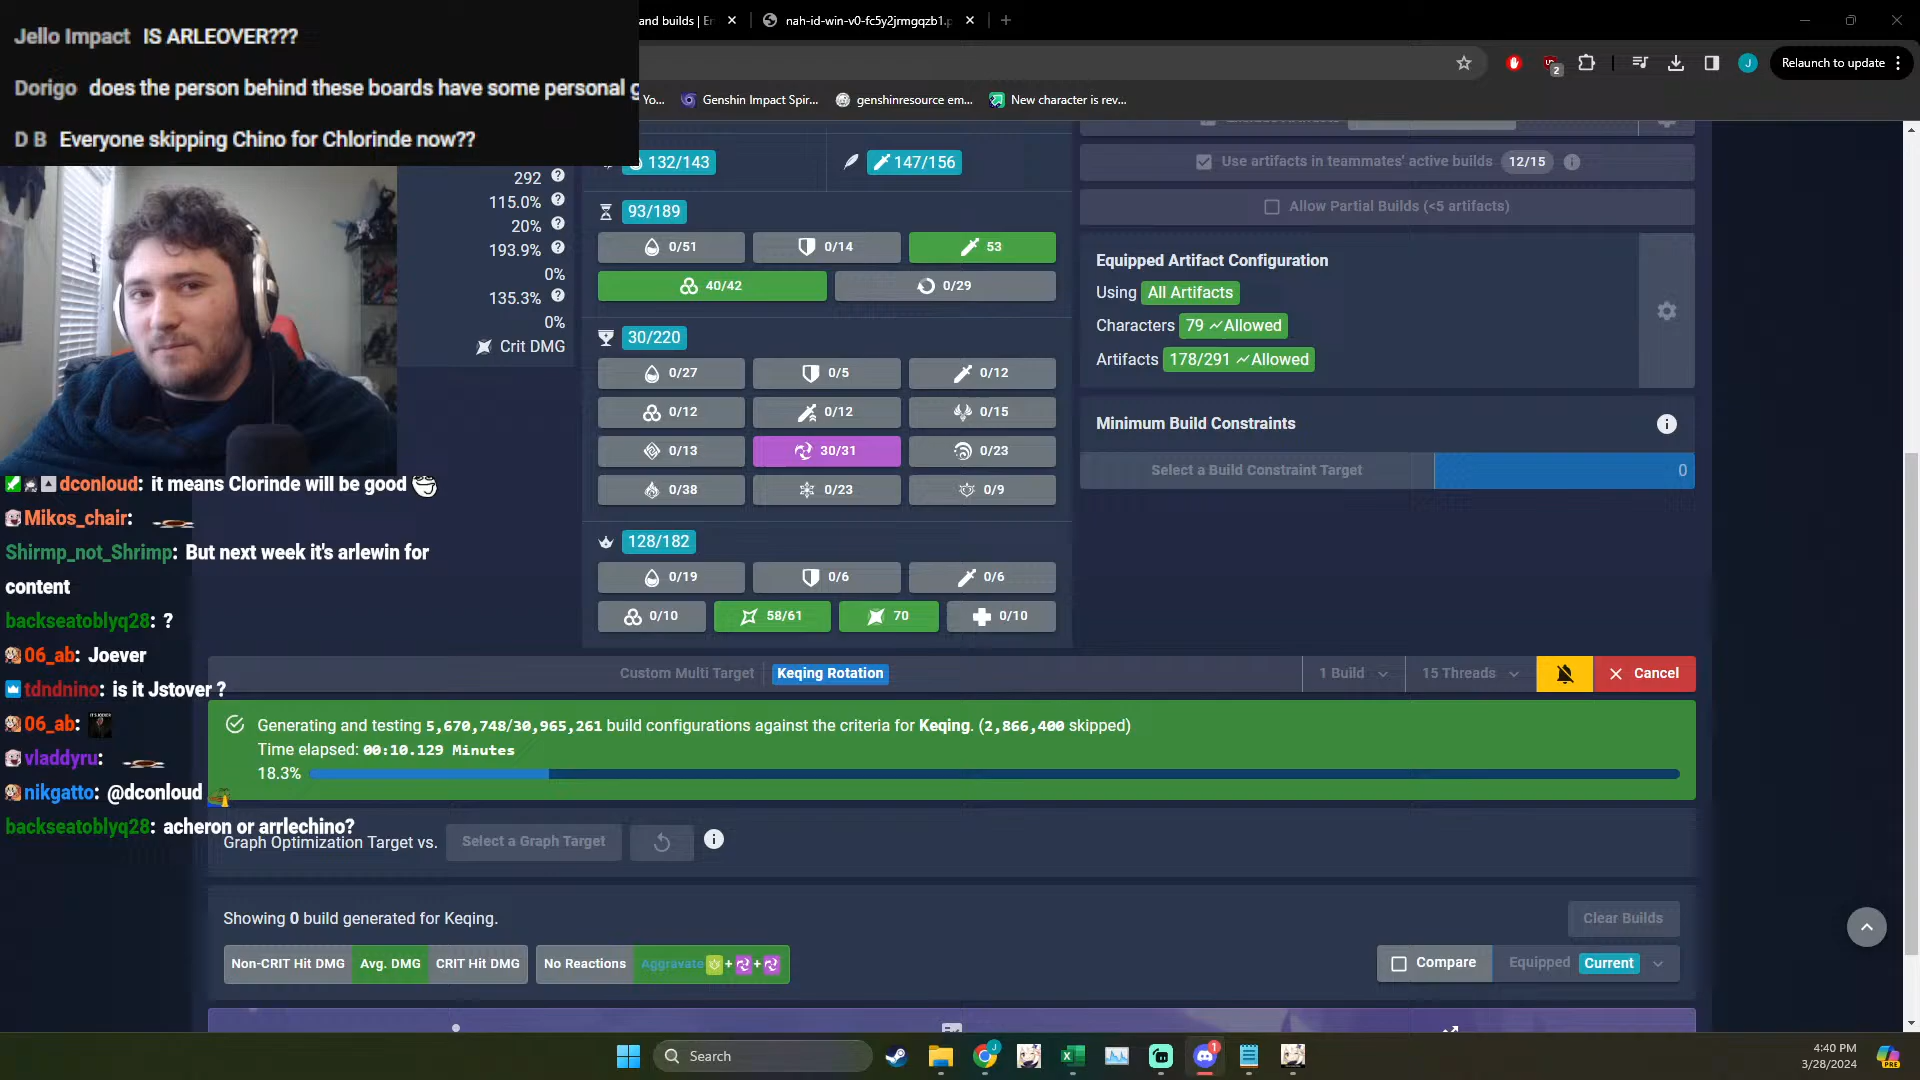 Jello Impact IS ARLEOVER???
Dorigo does the person behind these boards have some personal g
D B Everyone skipping Chino for Chlorinde now??
and builds | E
nah-id-win-v0-fc5y2jrmgqzb1.p
2
J
Relaunch to update
Yo...
Genshin Impact Spir...
genshinresource em...
New character is rev...
292
115.0%
20%
193.9%
0%
135.3%
0%
Crit DMG
132/143
147/156
93/189
0/51
0/14
53
40/42
0/29
30/220
0/27
0/5
0/12
0/12
0/12
0/15
0/13
30/31
0/23
0/38
0/23
0/9
128/182
0/19
0/6
0/6
0/10
58/61
70
0/10
Use artifacts in teammates' active builds 12/15
Allow Partial Builds (<5 artifacts)
Equipped Artifact Configuration
Using All Artifacts
Characters 79 Allowed
Artifacts 178/291 Allowed
Minimum Build Constraints
Select a Build Constraint Target
0
dconloud: it means Clorinde will be good
Mikos_chair:
Shirmp_not_Shrimp: But next week it's arlewin for
content
backseatoblyq28: ?
06_ab: Joever
tdndnino: is it Jstover ?
06_ab:
vladdyru:
nikgatto: @dconloud
backseatoblyq28: acheron or arrlechino?
Custom Multi Target Keqing Rotation
1 Build
15 Threads
Cancel
Generating and testing 5,670,748/30,965,261 build configurations against the criteria for Keqing. (2,866,400 skipped)
Time elapsed: 00:10.129 Minutes
18.3%
Graph Optimization Target vs.
Select a Graph Target
Showing 0 build generated for Keqing.
Clear Builds
Non-CRIT Hit DMG
Avg. DMG
CRIT Hit DMG
No Reactions
Aggravate + +
Compare
Equipped Current
Search
J
1
4:40 PM
3/28/2024
PRE